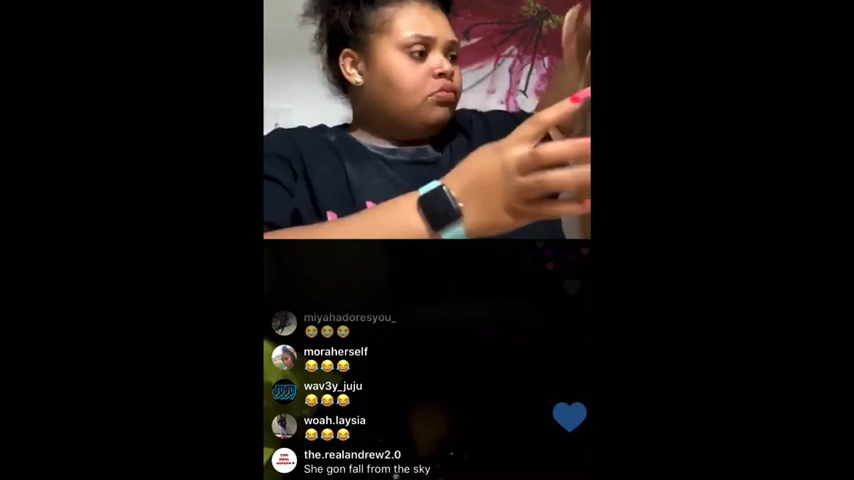 miyahadoresyou_
😭😭😭
moraherself
😂😂😂
wav3y_juju
😂😂😂
woah.laysia
😂😂😂
the.realandrew2.0
She gon fall from the sky